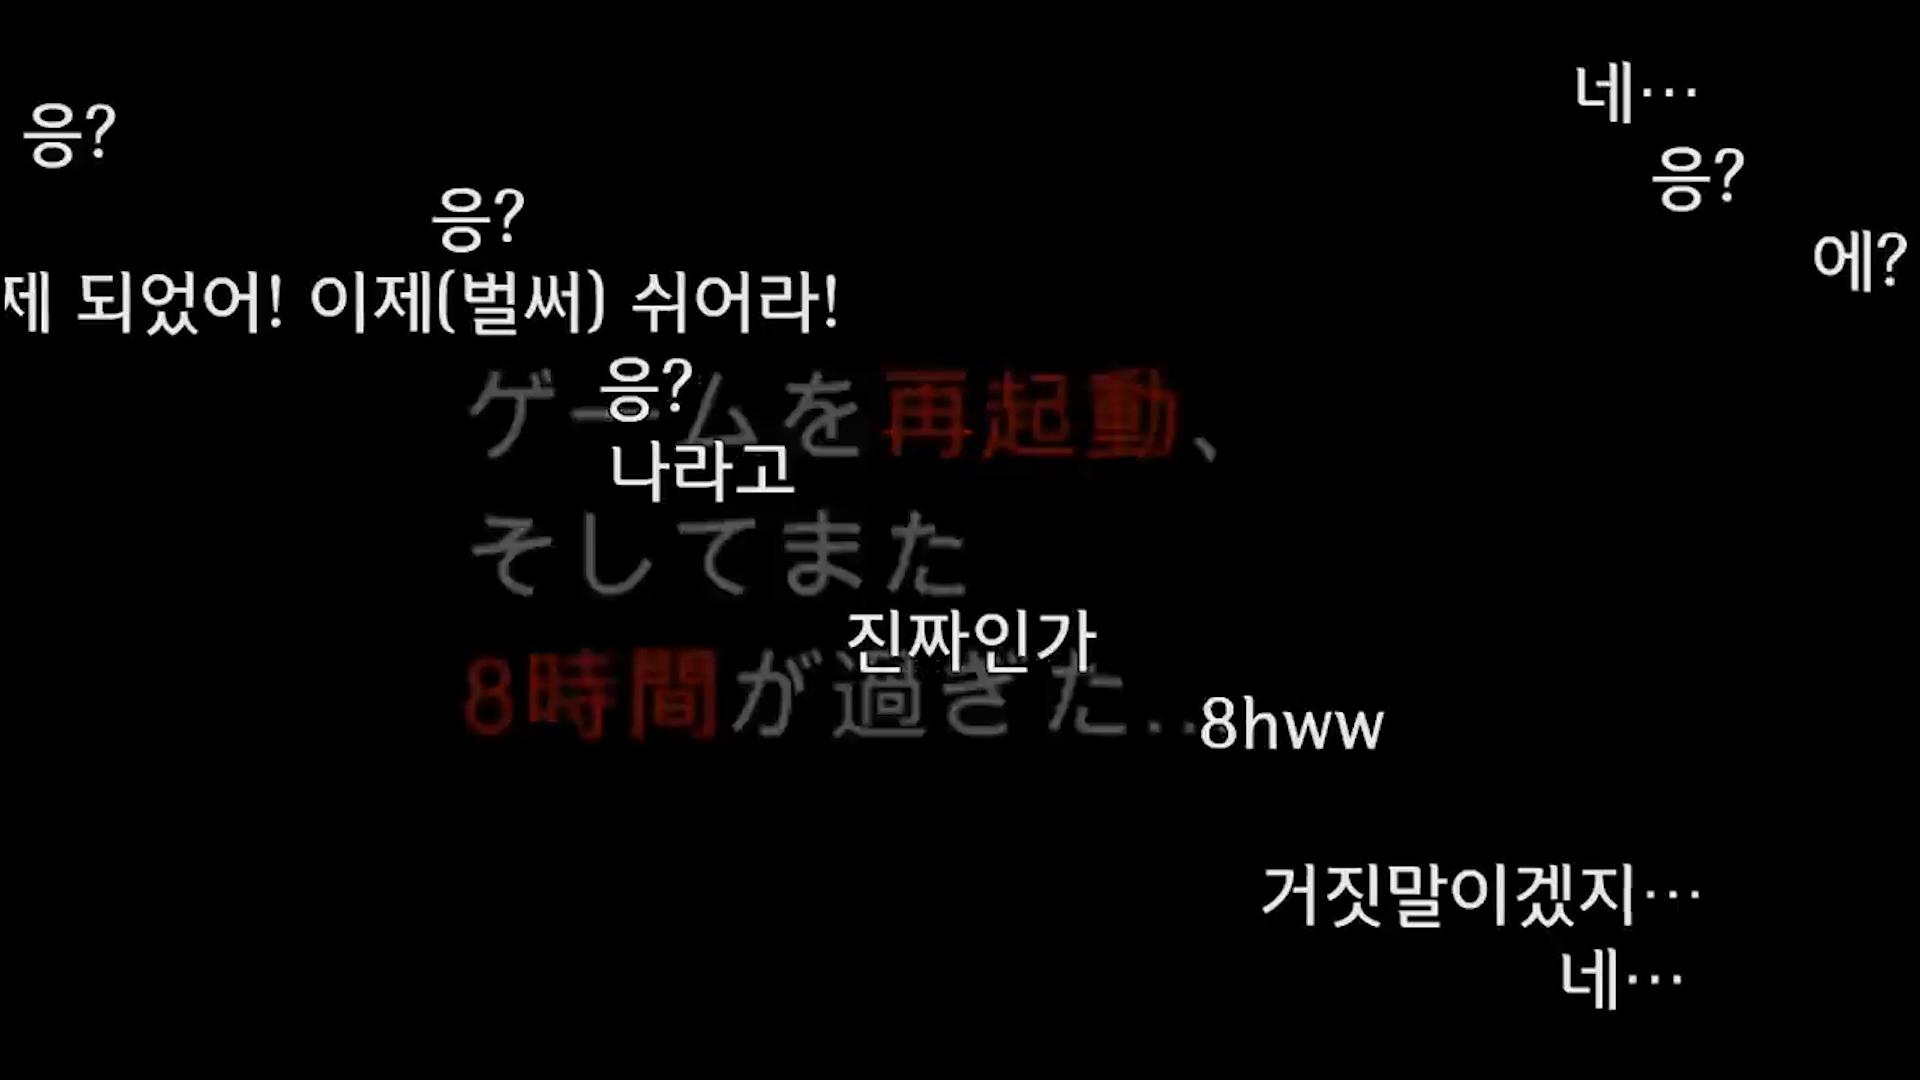 네…
응?
응?
응?
에?
제 되었어! 이제(벌써) 쉬어라!
응?
ゲームを再起動、
나라고
そしてまた
진짜인가
8時間が過ぎた...
8hww
거짓말이겠지…
네…